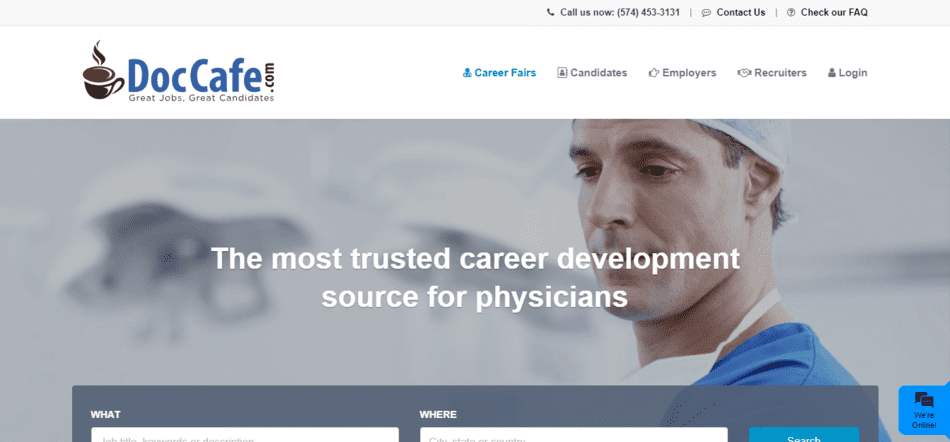 Call us now: (574) 453-3131 | Contact Us | Check our FAQ
DocCafe.com
Great Jobs, Great Candidates
Career Fairs Candidates Employers Recruiters Login
The most trusted career development
source for physicians
WHAT WHERE
Job title, keywords or description City, state or country Search
We're
Online!